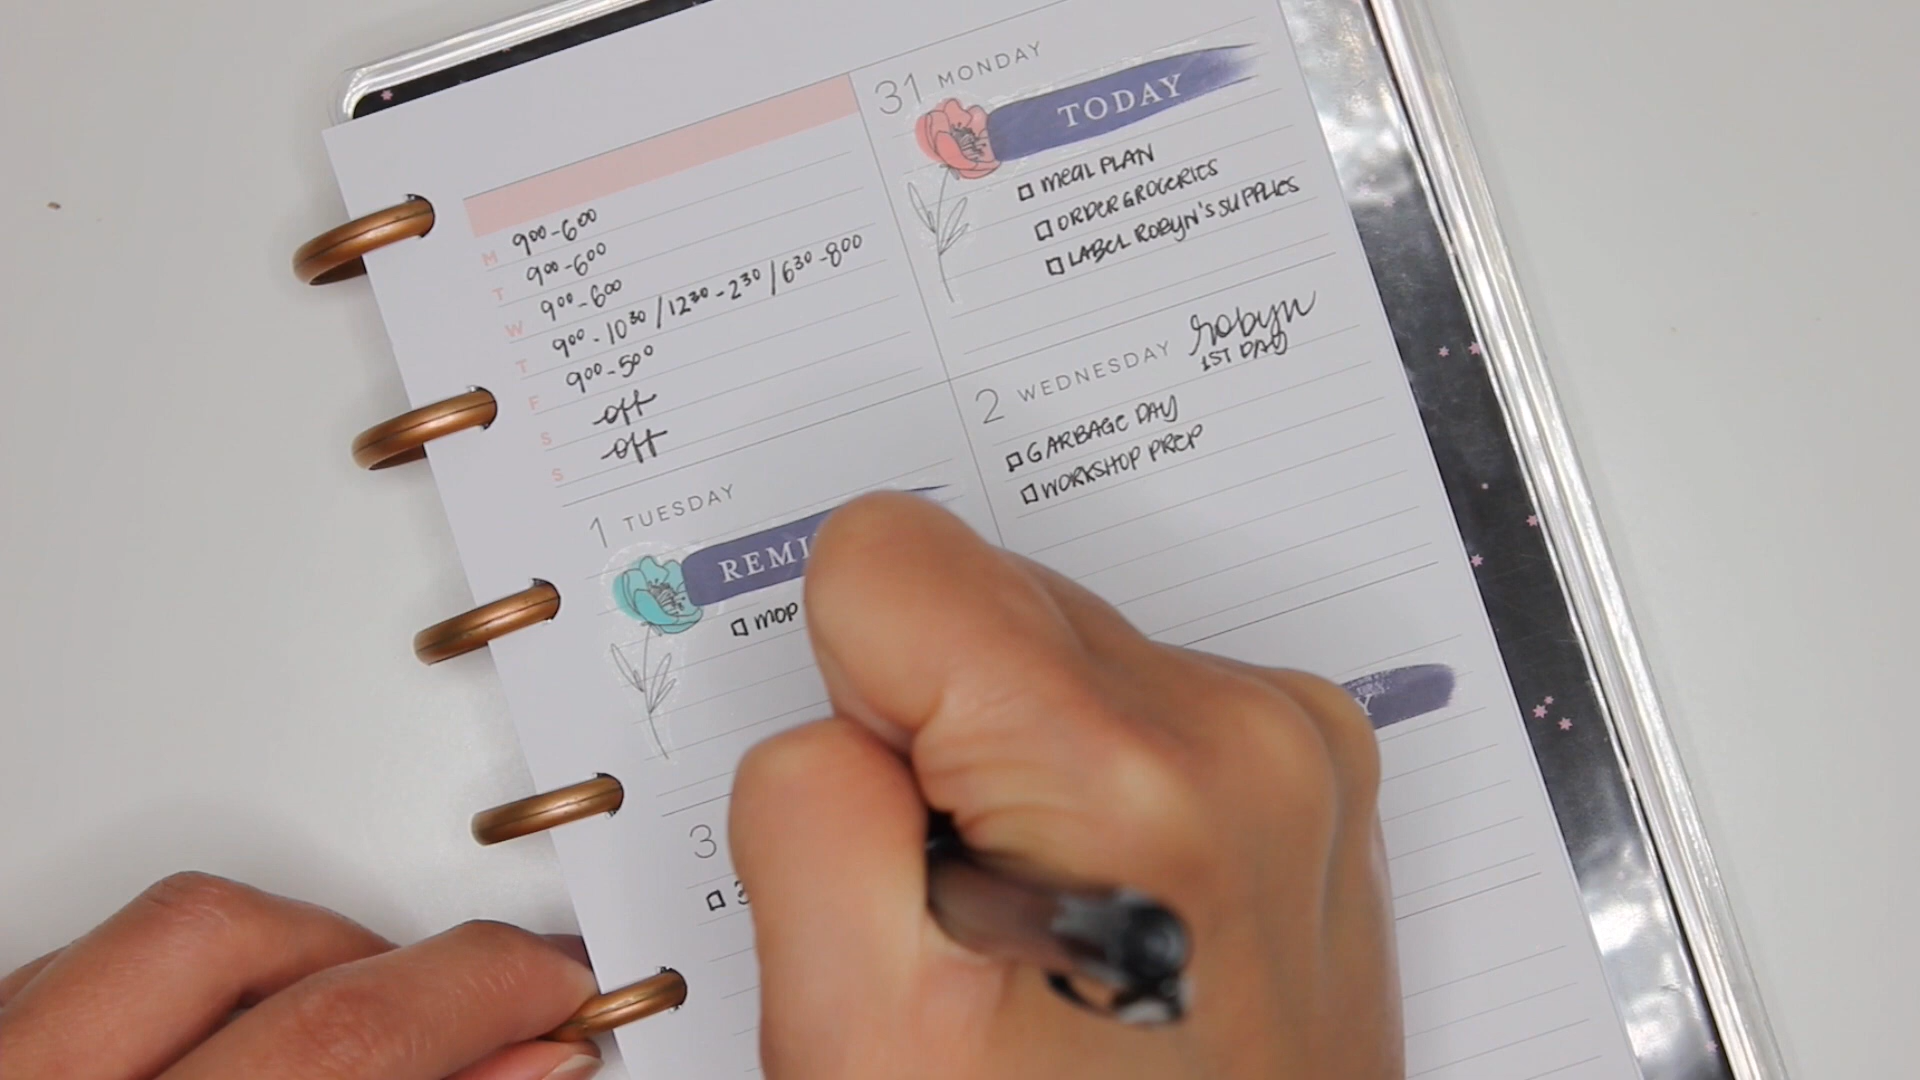 M 9⁰⁰-6⁰⁰
T 9⁰⁰-6⁰⁰
W 9⁰⁰-6⁰⁰
T 9⁰⁰-10³⁰/12³⁰-2³⁰/6³⁰-8⁰⁰
F 9⁰⁰-5⁰⁰
S off
S off
31 MONDAY
TODAY
MEAL PLAN
ORDER GROCERIES
LABEL ROBYN'S SUPPLIES
1 TUESDAY
MOP
2 WEDNESDAY robyn
1ST DAY
GARBAGE DAY
WORKSHOP PREP
3